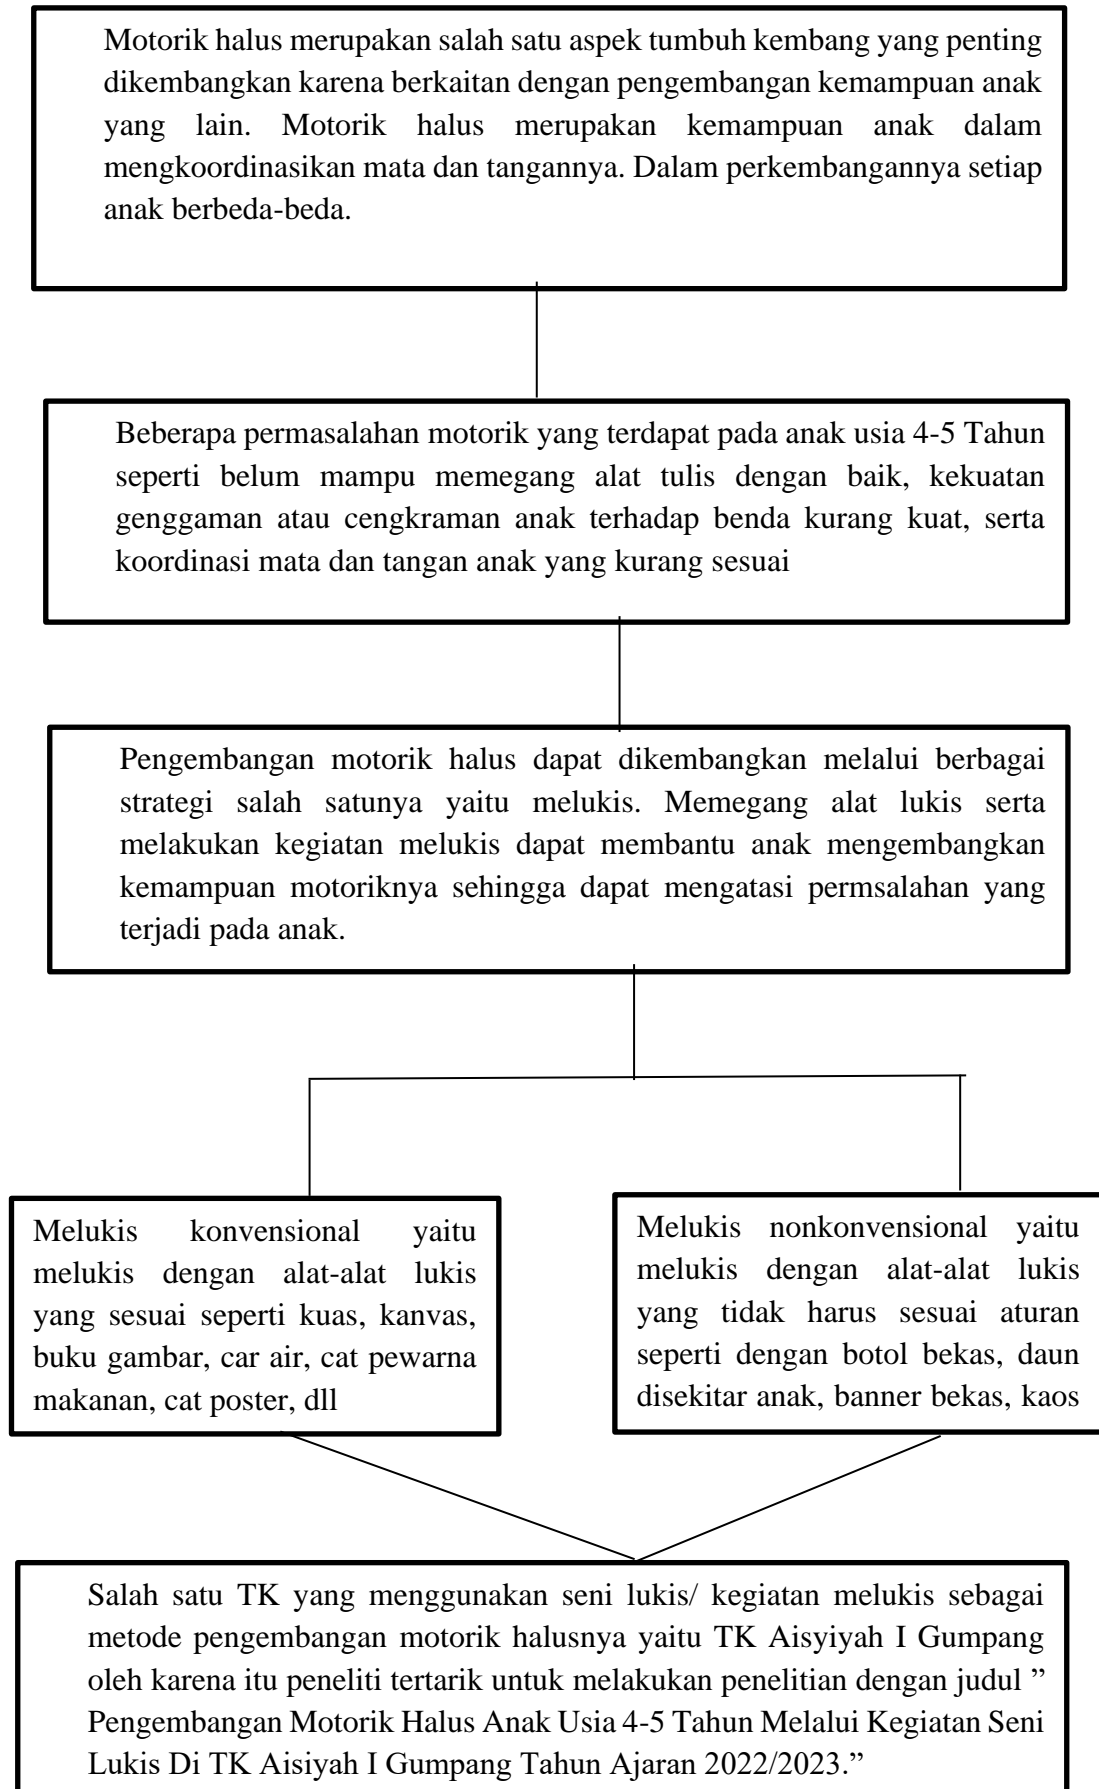 Motorik halus merupakan salah satu aspek tumbuh kembang yang penting
dikembangkan karena berkaitan dengan pengembangan kemampuan anak
yang lain. Motorik halus merupakan kemampuan anak dalam
mengkoordinasikan mata dan tangannya. Dalam perkembangannya setiap
anak berbeda-beda.
Beberapa permasalahan motorik yang terdapat pada anak usia 4-5 Tahun
seperti belum mampu memegang alat tulis dengan baik, kekuatan
genggaman atau cengkraman anak terhadap benda kurang kuat, serta
koordinasi mata dan tangan anak yang kurang sesuai
Pengembangan motorik halus dapat dikembangkan melalui berbagai
strategi salah satunya yaitu melukis. Memegang alat lukis serta
melakukan kegiatan melukis dapat membantu anak mengembangkan
kemampuan motoriknya sehingga dapat mengatasi permsalahan yang
terjadi pada anak.
Melukis konvensional yaitu
melukis dengan alat-alat lukis
yang sesuai seperti kuas, kanvas,
buku gambar, car air, cat pewarna
makanan, cat poster, dll
Melukis nonkonvensional yaitu
melukis dengan alat-alat lukis
yang tidak harus sesuai aturan
seperti dengan botol bekas, daun
disekitar anak, banner bekas, kaos
Salah satu TK yang menggunakan seni lukis/ kegiatan melukis sebagai
metode pengembangan motorik halusnya yaitu TK Aisyiyah I Gumpang
oleh karena itu peneliti tertarik untuk melakukan penelitian dengan judul ”
Pengembangan Motorik Halus Anak Usia 4-5 Tahun Melalui Kegiatan Seni
Lukis Di TK Aisiyah I Gumpang Tahun Ajaran 2022/2023.”